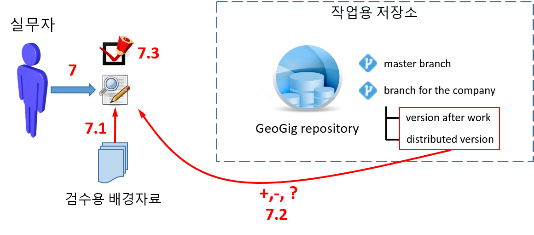 작업용 저장소
실무자
7
7.3
7.1
검수용 배경자료
GeoGig repository
master branch
branch for the company
version after work
distributed version
+,-, ?
7.2